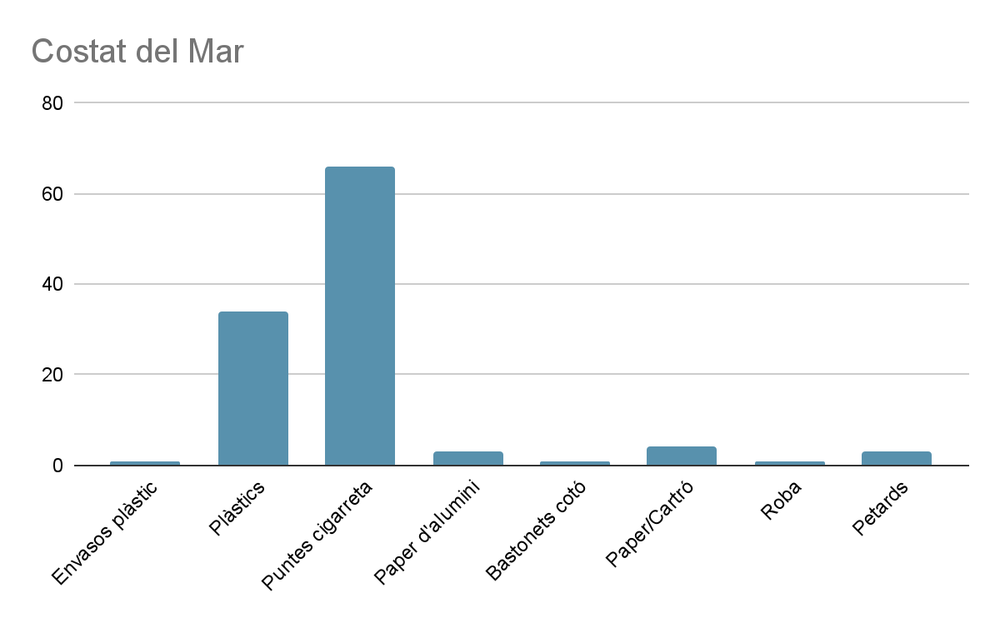 Costat del Mar
80
60
40
20
0
Envasos plàstic
Plàstics
Puntes cigarreta
Paper d'alumini
Bastonets cotó
Paper/Cartró
Roba
Petards